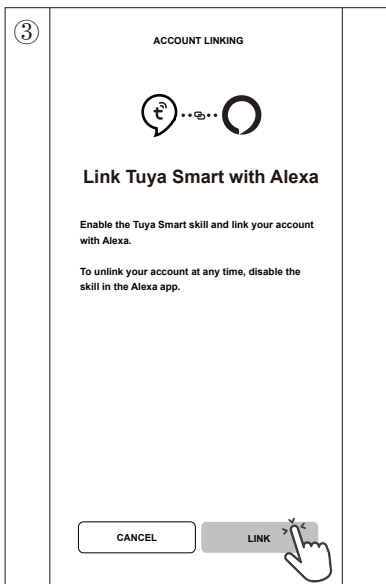 ③
ACCOUNT LINKING
Link Tuya Smart with Alexa
Enable the Tuya Smart skill and link your account
with Alexa.
To unlink your account at any time, disable the
skill in the Alexa app.
CANCEL LINK